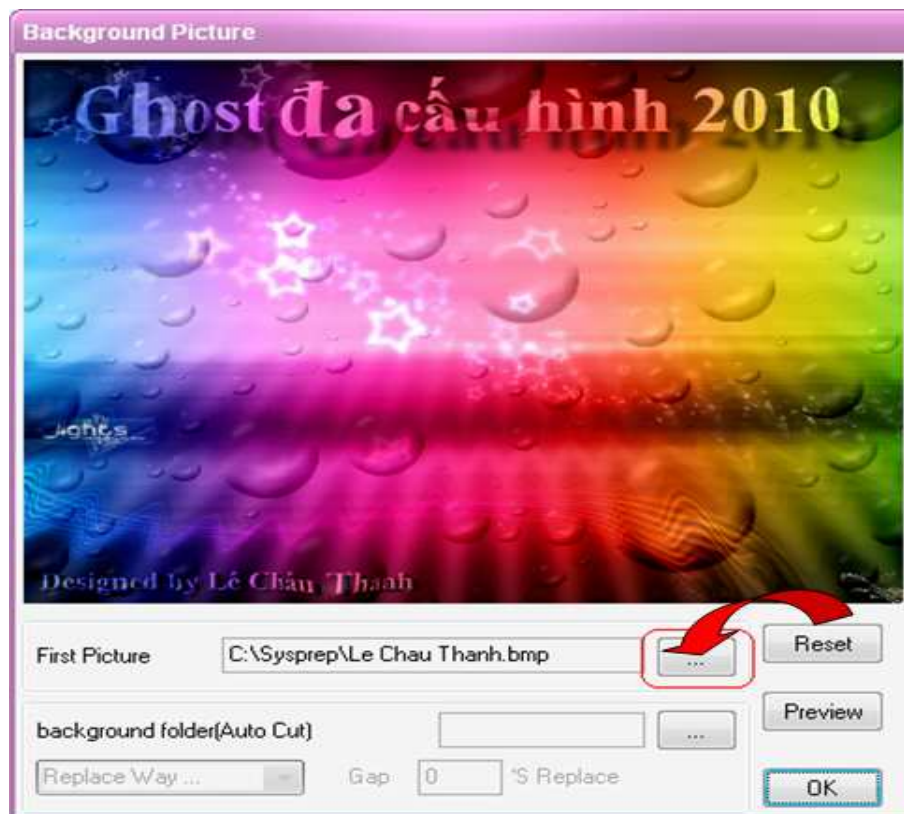 Background Picture
Ghost đa cấu hình 2010
Designed by Lê Châu Thanh
First Picture C:\Sysprep\Le Chau Thanh.bmp ... Reset
Preview
background folder(Auto Cut) ...
Replace Way ... Gap 0 'S Replace
OK